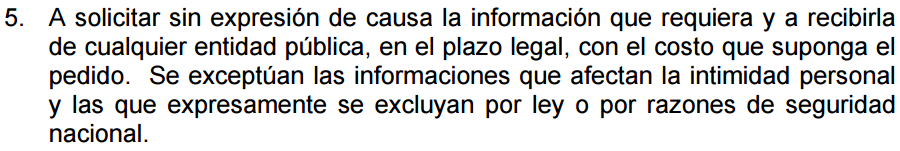 5. A solicitar sin expresión de causa la información que requiera y a recibirla
de cualquier entidad pública, en el plazo legal, con el costo que suponga el
pedido. Se exceptúan las informaciones que afectan la intimidad personal
y las que expresamente se excluyan por ley o por razones de seguridad
nacional.